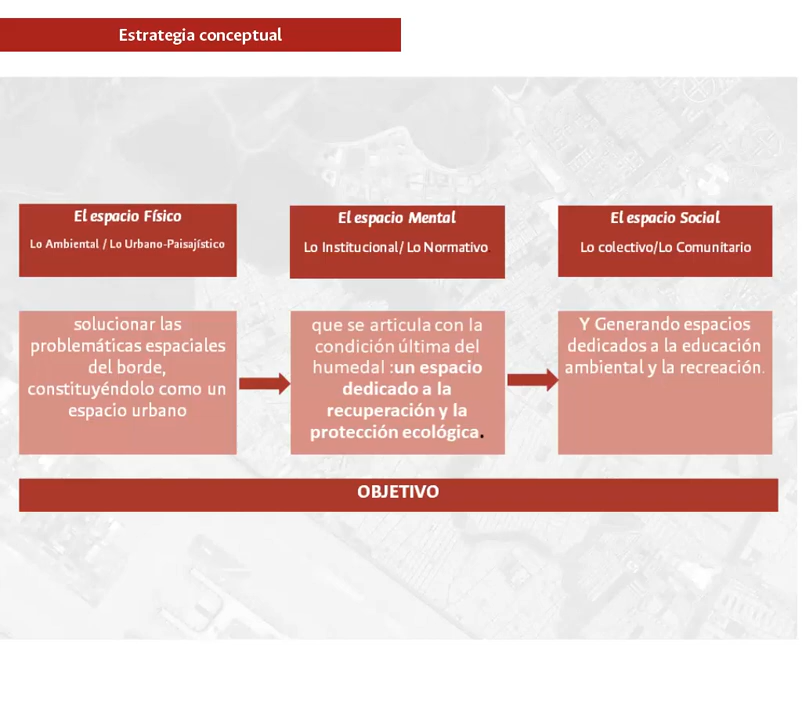 Estrategia conceptual
El espacio Físico
Lo Ambiental / Lo Urbano-Paisajístico
El espacio Mental
Lo Institucional/ Lo Normativo
El espacio Social
Lo colectivo/Lo Comunitario
solucionar las
problemáticas espaciales
del borde,
constituyéndolo como un
espacio urbano
que se articula con la
condición última del
humedal :un espacio
dedicado a la
recuperación y la
protección ecológica.
Y Generando espacios
dedicados a la educación
ambiental y la recreación.
OBJETIVO